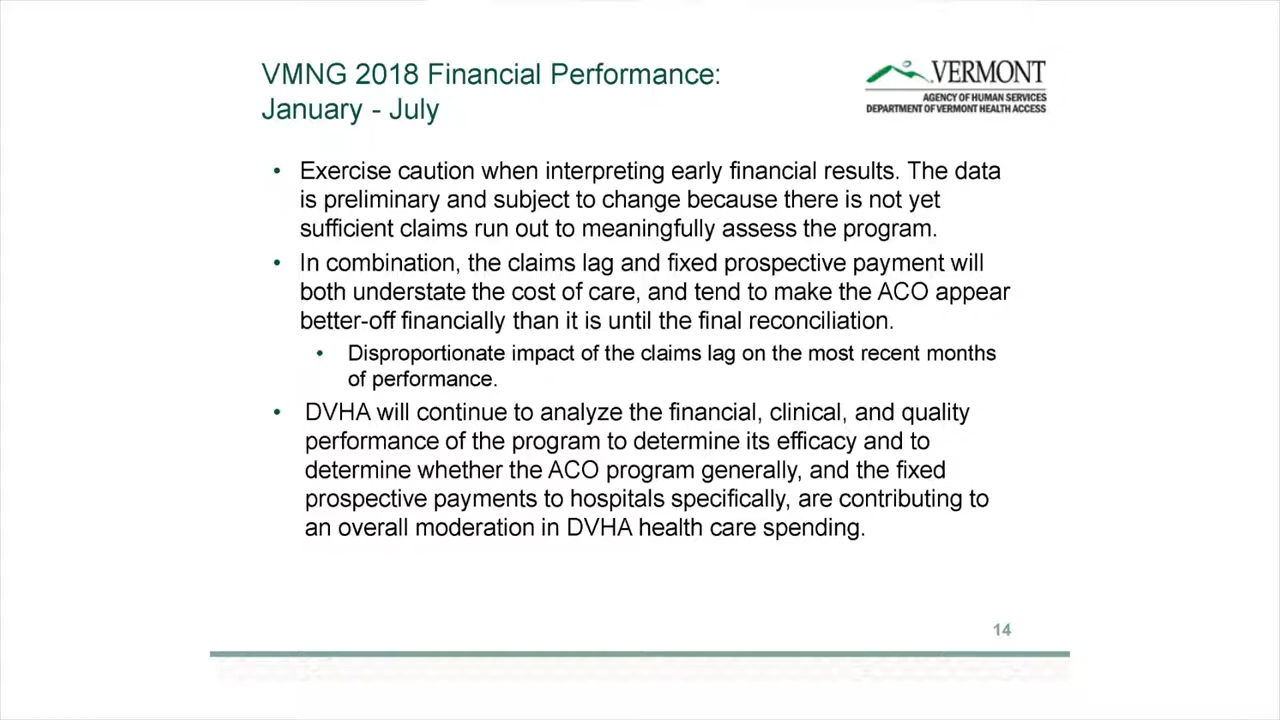 VMNG 2018 Financial Performance:
January - July
VERMONT
AGENCY OF HUMAN SERVICES
DEPARTMENT OF VERMONT HEALTH ACCESS
• Exercise caution when interpreting early financial results. The data
is preliminary and subject to change because there is not yet
sufficient claims run out to meaningfully assess the program.
• In combination, the claims lag and fixed prospective payment will
both understate the cost of care, and tend to make the ACO appear
better-off financially than it is until the final reconciliation.
• Disproportionate impact of the claims lag on the most recent months
of performance.
• DVHA will continue to analyze the financial, clinical, and quality
performance of the program to determine its efficacy and to
determine whether the ACO program generally, and the fixed
prospective payments to hospitals specifically, are contributing to
an overall moderation in DVHA health care spending.
14